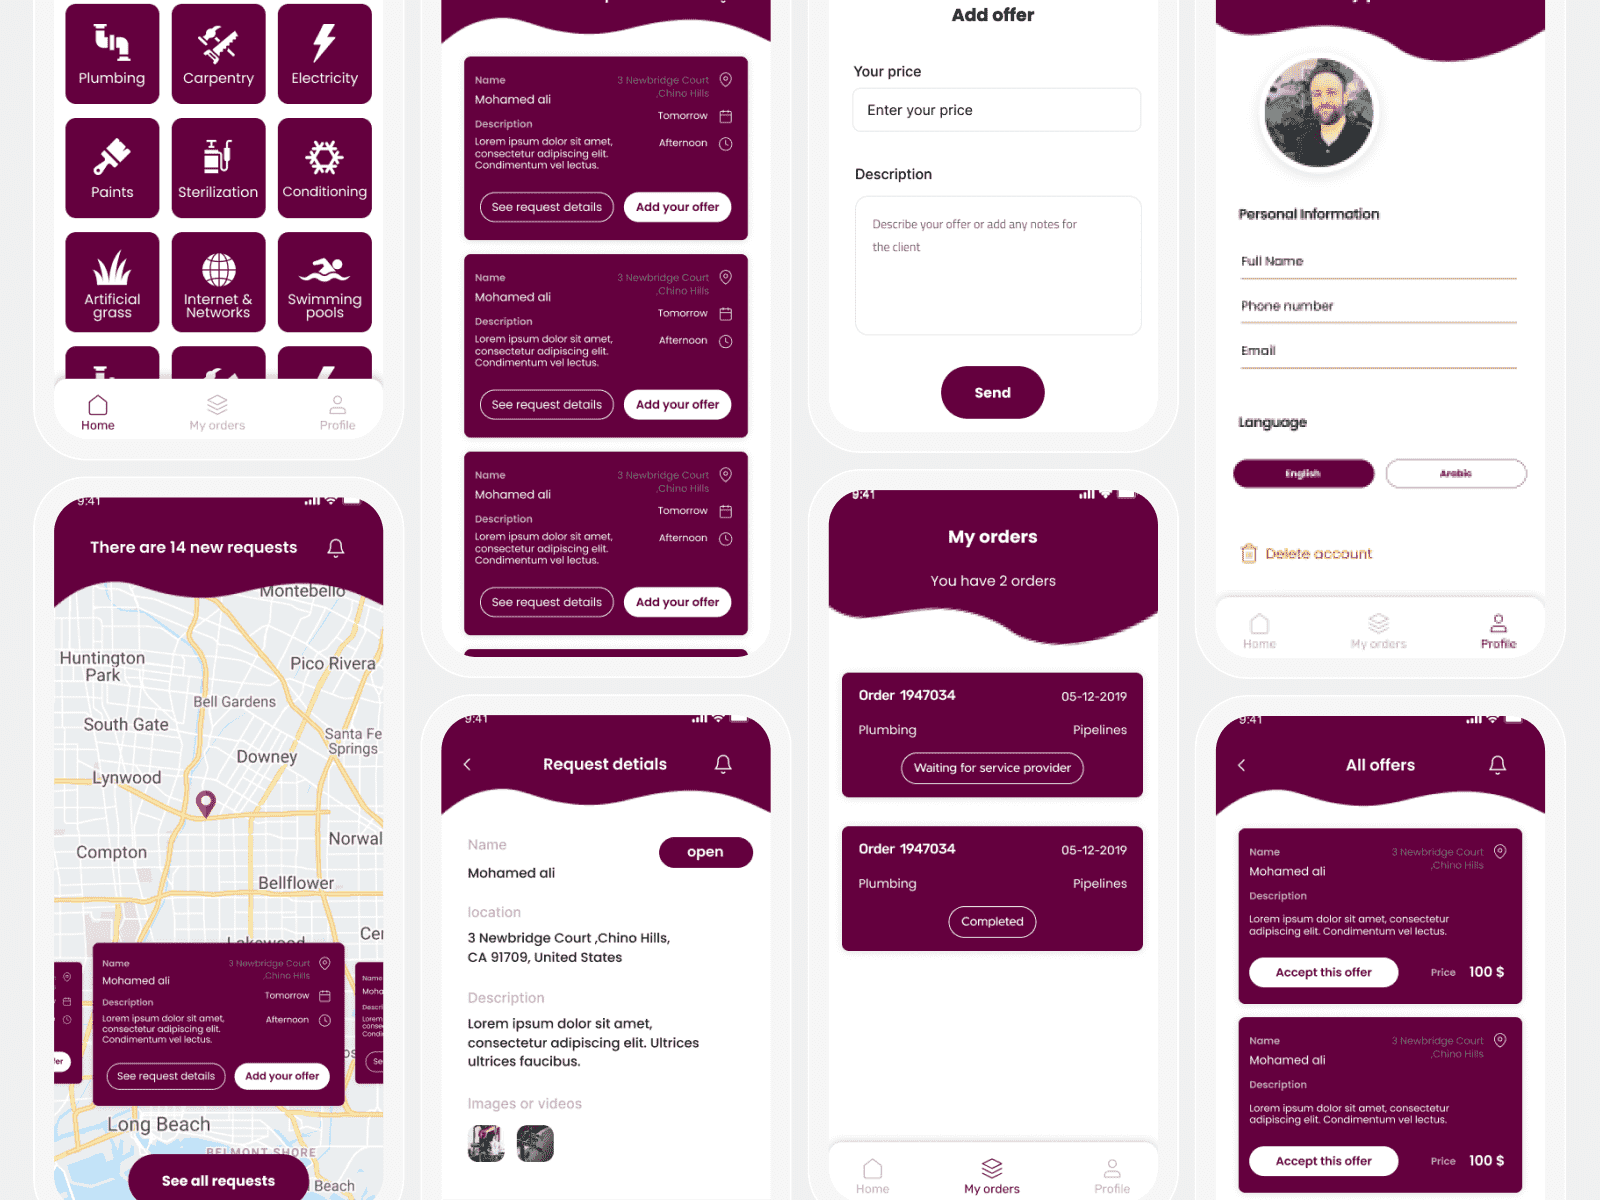 Plumbing
Carpentry
Electricity
Paints
Sterilization
Conditioning
Artificial
grass
Internet &
Networks
Swimming
pools
Home
My orders
Profile
9:41
There are 14 new requests
Montebello
Huntington
Park
Pico Rivera
Bell Gardens
South Gate
Santa Fe
Springs
Downey
Lynwood
Norwal
Compton
Bellflower
Lakewood
Cer
Name
Mohamed ali
3 Newbridge Court
,Chino Hills
Description
Tomorrow
Lorem ipsum dolor sit amet,
consectetur adipiscing elit.
Condimentum vel lectus.
Afternoon
See request details
Add your offer
Long Beach
BELMONT SHORE
See all requests
Beach
Name
Mohamed ali
3 Newbridge Court
,Chino Hills
Tomorrow
Description
Lorem ipsum dolor sit amet,
consectetur adipiscing elit.
Condimentum vel lectus.
Afternoon
See request details
Add your offer
Name
Mohamed ali
3 Newbridge Court
,Chino Hills
Tomorrow
Description
Lorem ipsum dolor sit amet,
consectetur adipiscing elit.
Condimentum vel lectus.
Afternoon
See request details
Add your offer
Name
Mohamed ali
3 Newbridge Court
,Chino Hills
Tomorrow
Description
Lorem ipsum dolor sit amet,
consectetur adipiscing elit.
Condimentum vel lectus.
Afternoon
See request details
Add your offer
9:41
Request detials
Name
open
Mohamed ali
location
3 Newbridge Court ,Chino Hills,
CA 91709, United States
Description
Lorem ipsum dolor sit amet,
consectetur adipiscing elit. Ultrices
ultrices faucibus.
Images or videos
Add offer
Your price
Enter your price
Description
Describe your offer or add any notes for
the client
Send
9:41
My orders
You have 2 orders
Order 1947034
05-12-2019
Plumbing
Pipelines
Waiting for service provider
Order 1947034
05-12-2019
Plumbing
Pipelines
Completed
Home
My orders
Profile
Personal Information
Full Name
Phone number
Email
Language
English
Arabic
Delete account
Home
My orders
Profile
9:41
All offers
Name
Mohamed ali
3 Newbridge Court
,Chino Hills
Description
Lorem ipsum dolor sit amet, consectetur
adipiscing elit. Condimentum vel lectus.
Accept this offer
Price 100 $
Name
Mohamed ali
3 Newbridge Court
,Chino Hills
Description
Lorem ipsum dolor sit amet, consectetur
adipiscing elit. Condimentum vel lectus.
Accept this offer
Price 100 $